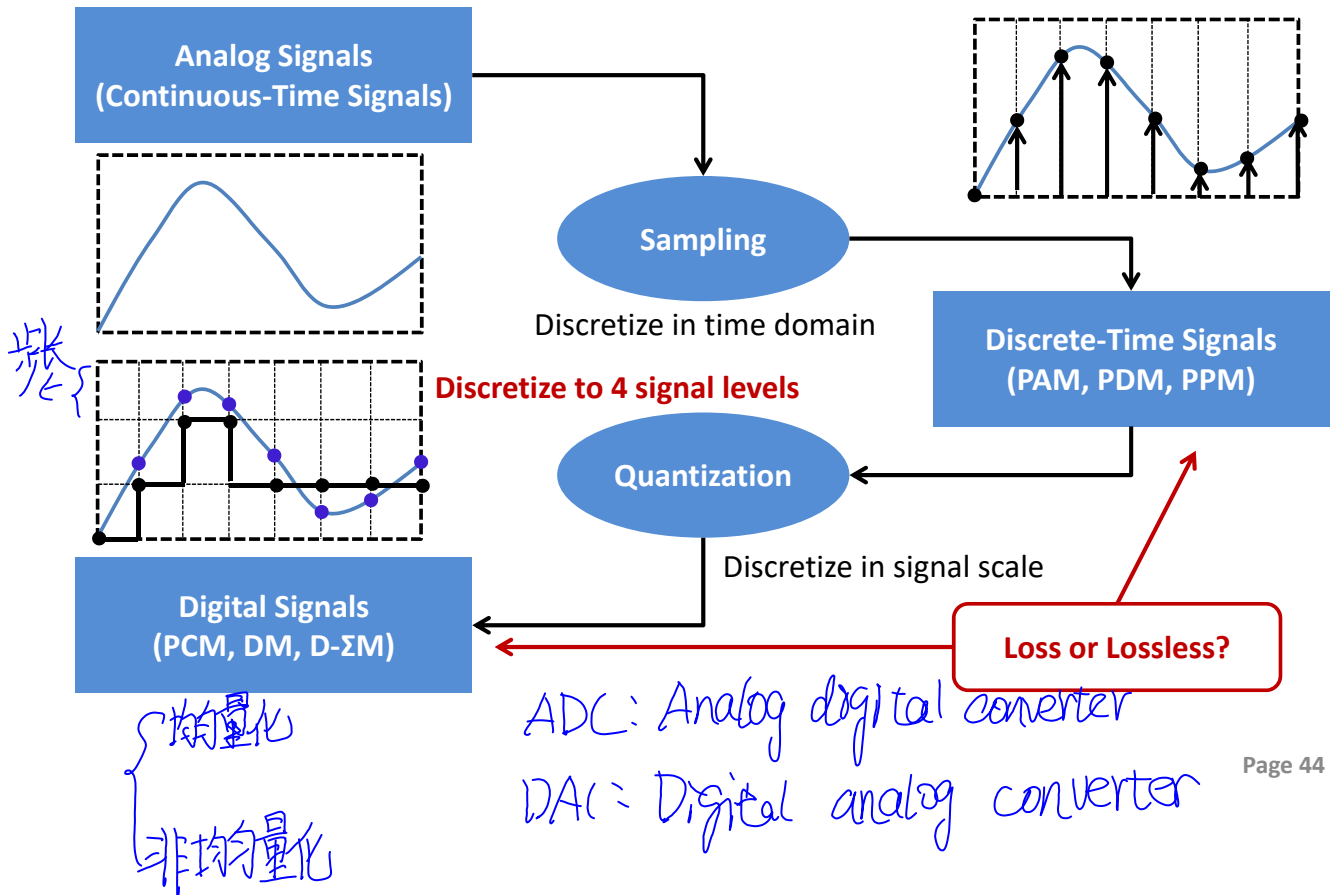 Analog Signals
(Continuous-Time Signals)
Sampling
Discretize in time domain
Discrete-Time Signals
(PAM, PDM, PPM)
步长
Discretize to 4 signal levels
Quantization
Discretize in signal scale
Digital Signals
(PCM, DM, D-ΣM)
Loss or Lossless?
均匀量化
非均匀量化
ADC: Analog digital converter
DAC: Digital analog converter
Page 44